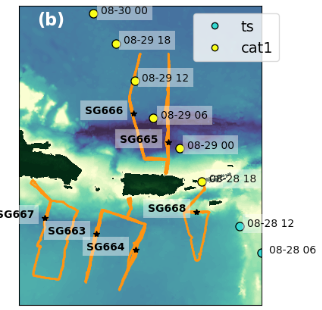 (b)
08-30 00
ts
cat1
08-29 18
08-29 12
SG666
08-29 06
SG665
08-29 00
08-28 18
SG667
SG668
SG663
08-28 12
SG664
08-28 06